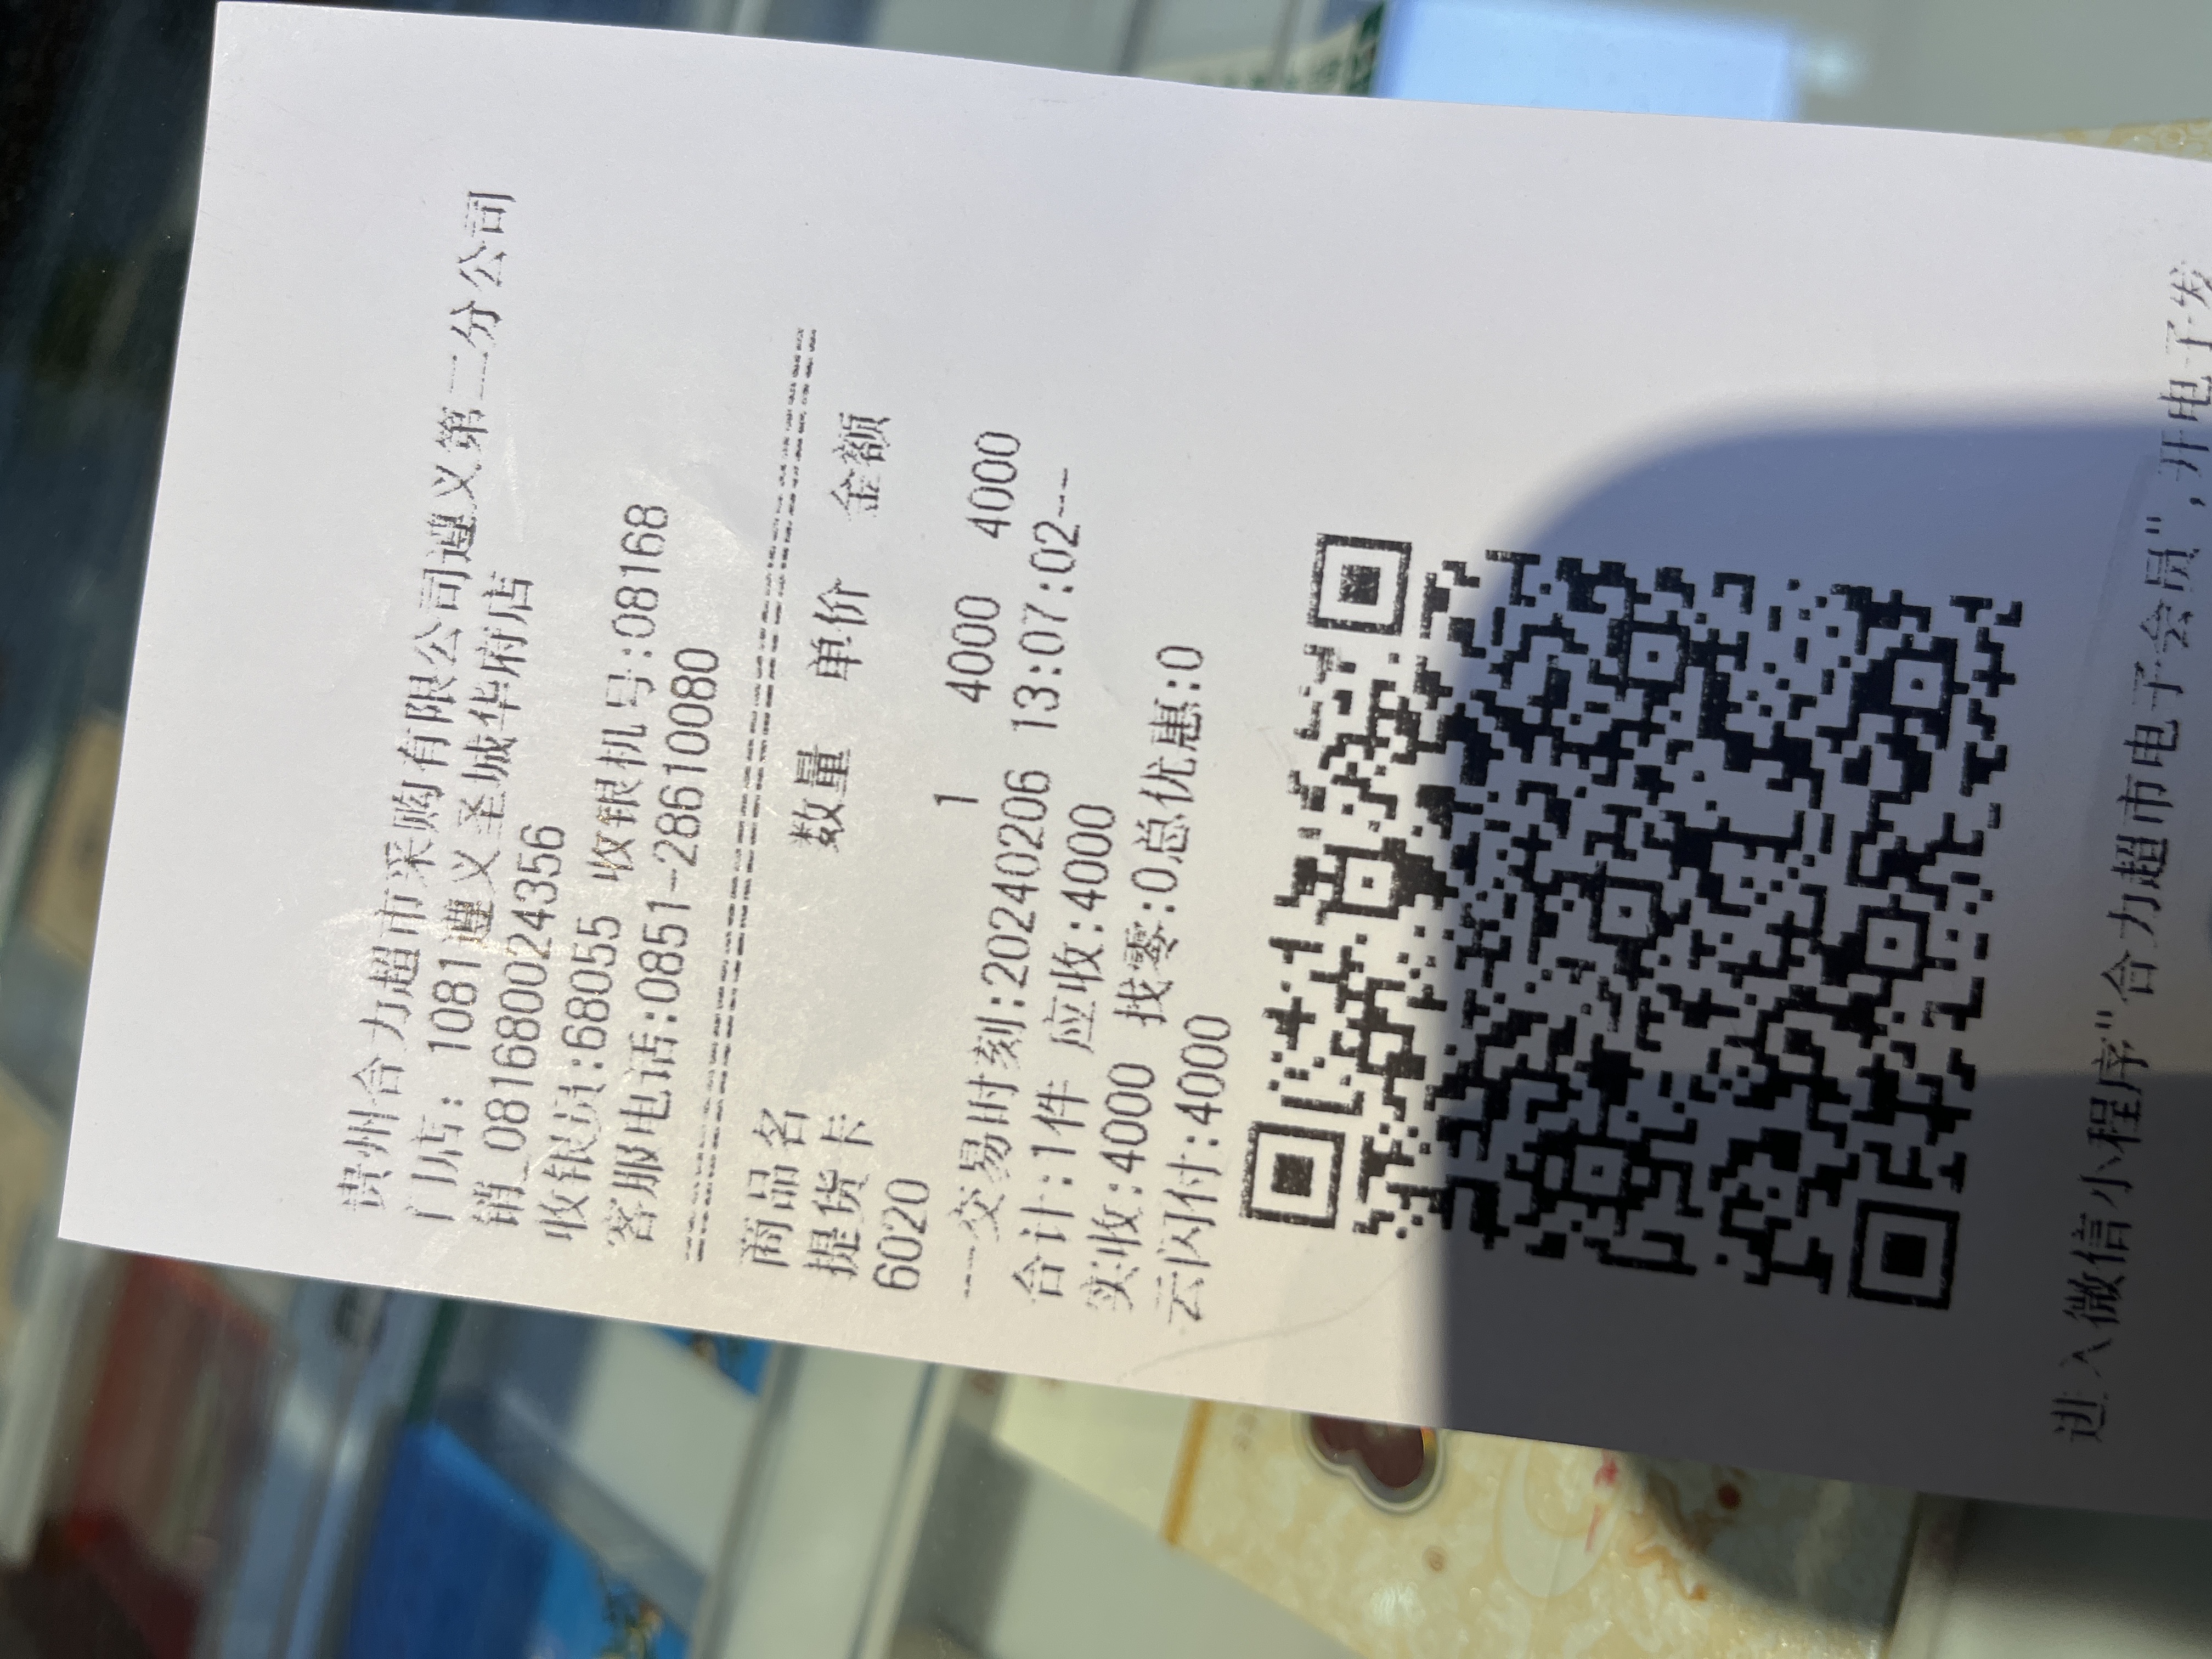 贵州合力超市采购有限公司遵义第二分公司
门店: 1081遵义圣城华府店
销_081680024356
收银员:68055 收银机号:08168
客服电话:0851-28610080
商品名 数量 单价 金额
提货卡
6020 1 4000 4000
---交易时刻:20240206 13:07:02---
合计:1件 应收:4000
实收:4000 找零:0总优惠:0
云闪付:4000
进入微信小程序"合力超市电子会员",开电子发